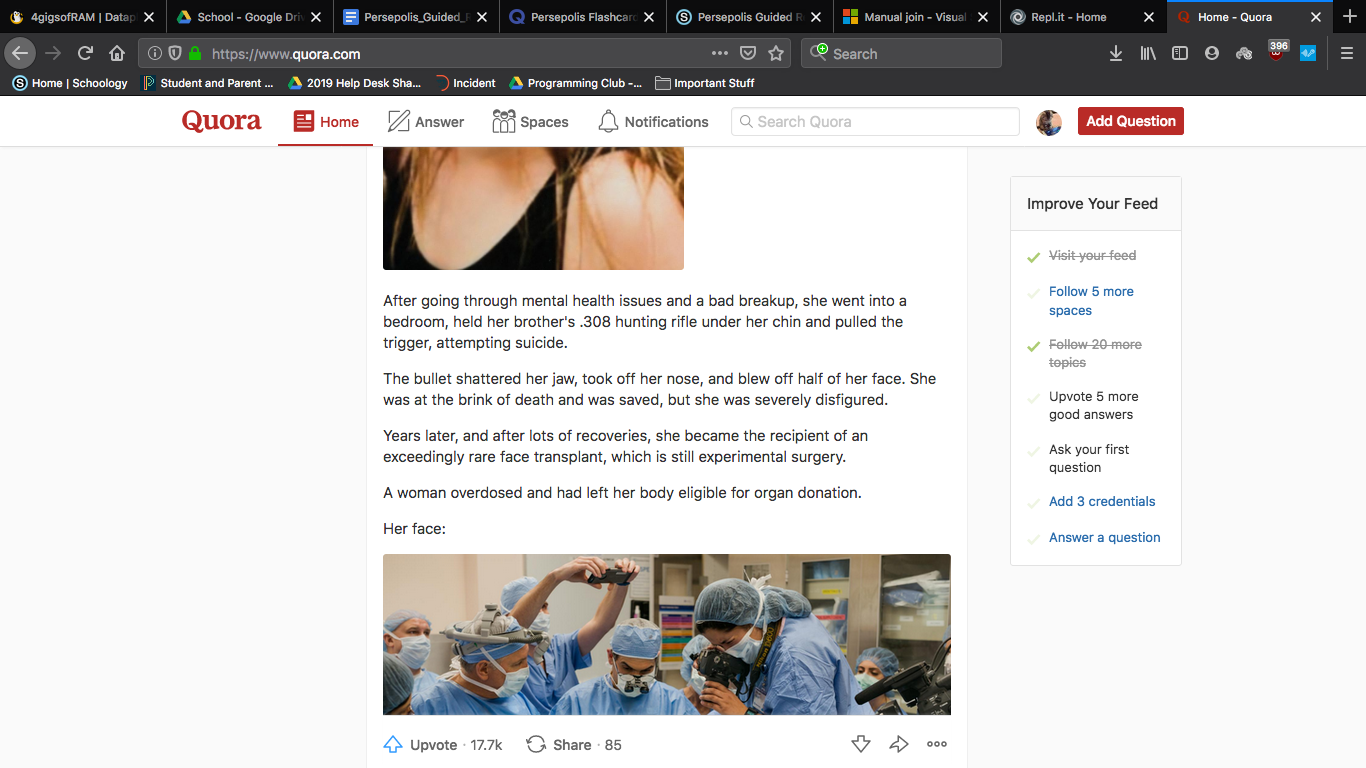 4gigsofRAM | Datap
School - Google Driv
Persepolis_Guided_R
Persepolis Flashcard
Persepolis Guided R
Manual join - Visual
Repl.it - Home
Home - Quora
https://www.quora.com
Search
396
Home | Schoology
Student and Parent ...
2019 Help Desk Sha...
Incident
Programming Club -...
Important Stuff
Quora
Home
Answer
Spaces
Notifications
Search Quora
Add Question
After going through mental health issues and a bad breakup, she went into a
bedroom, held her brother's .308 hunting rifle under her chin and pulled the
trigger, attempting suicide.
The bullet shattered her jaw, took off her nose, and blew off half of her face. She
was at the brink of death and was saved, but she was severely disfigured.
Years later, and after lots of recoveries, she became the recipient of an
exceedingly rare face transplant, which is still experimental surgery.
A woman overdosed and had left her body eligible for organ donation.
Her face:
Upvote · 17.7k
Share · 85
Improve Your Feed
Visit your feed
Follow 5 more
spaces
Follow 20 more
topics
Upvote 5 more
good answers
Ask your first
question
Add 3 credentials
Answer a question